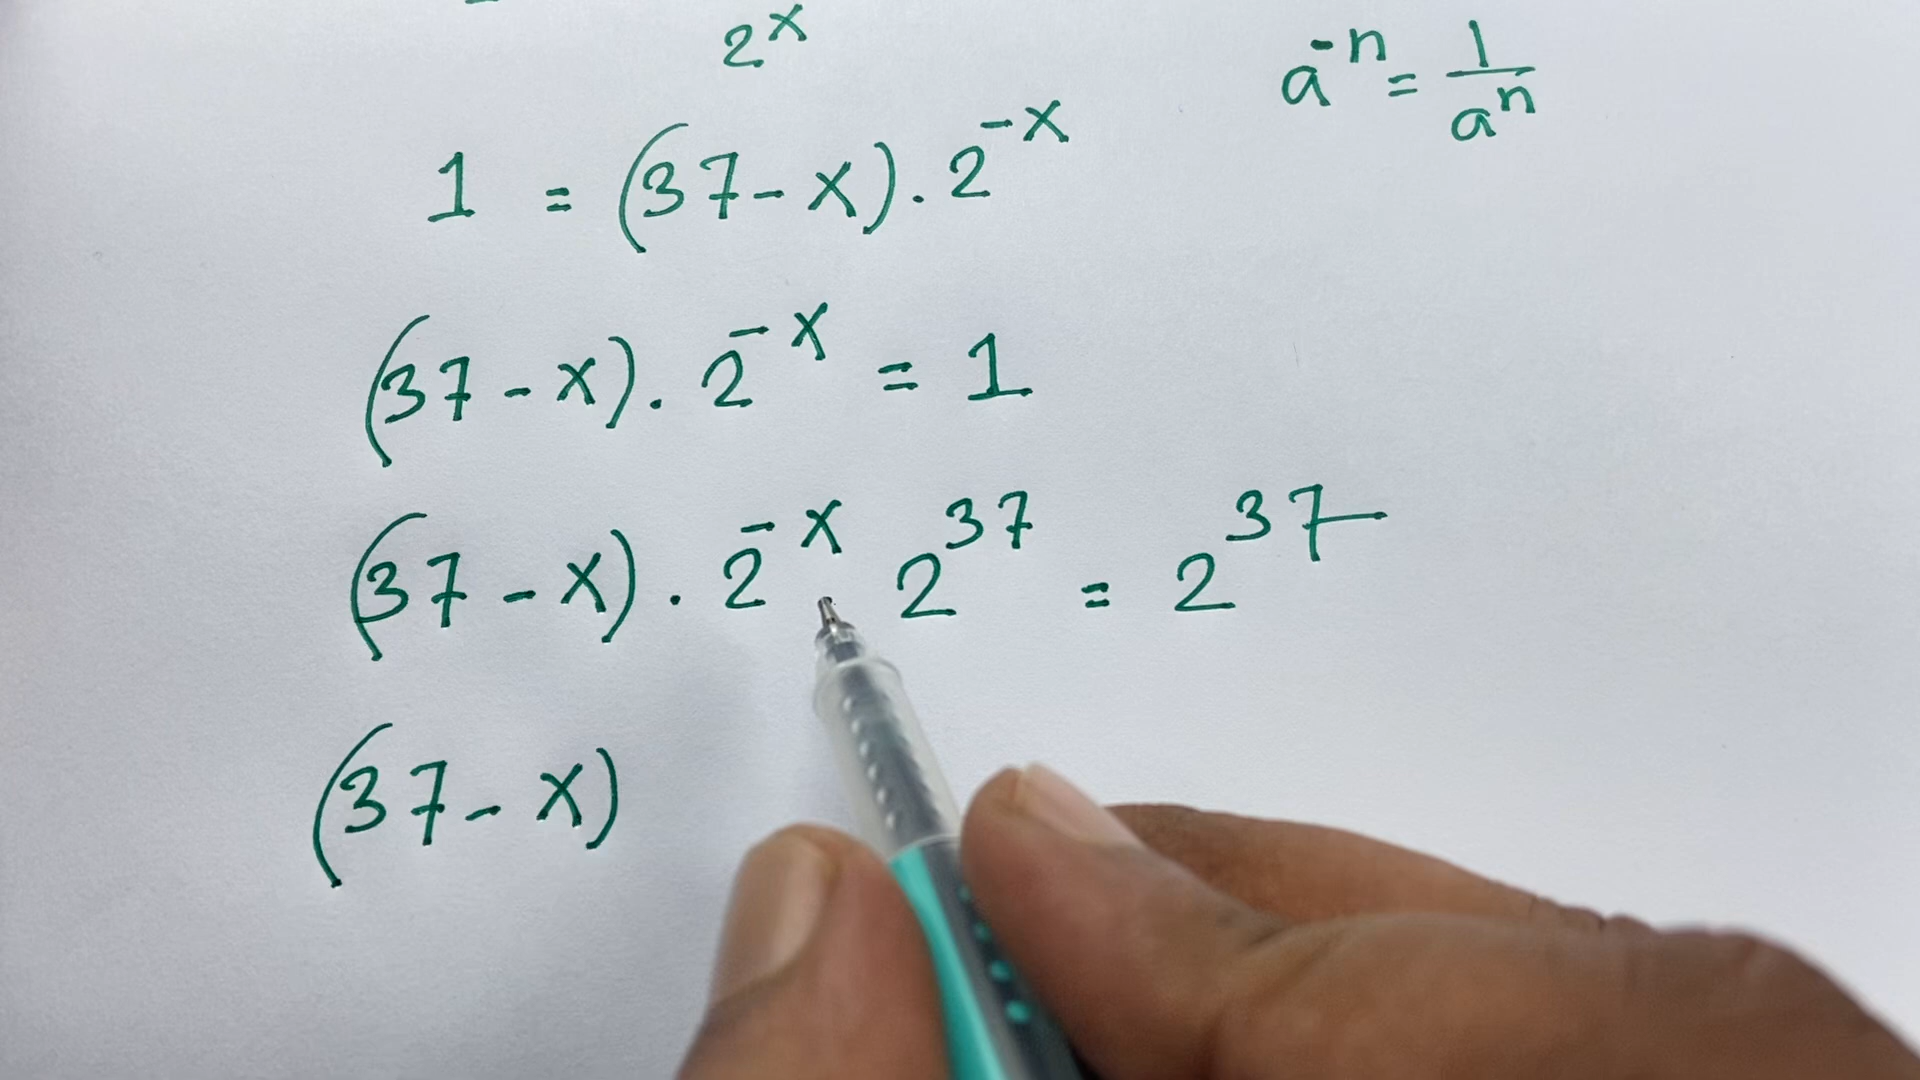 2^x
a^-n = 1/a^n
1 = (37-x).2^-x
(37-x).2^-x = 1
(37-x).2^-x 2^37 = 2^37
(37-x)